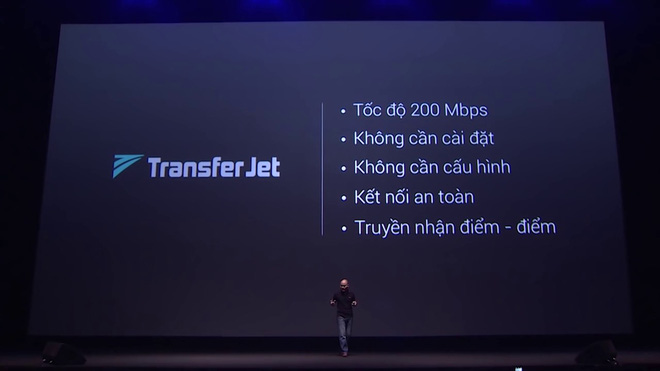 TransferJet
• Tốc độ 200 Mbps
• Không cần cài đặt
• Không cần cấu hình
• Kết nối an toàn
• Truyền nhận điểm - điểm